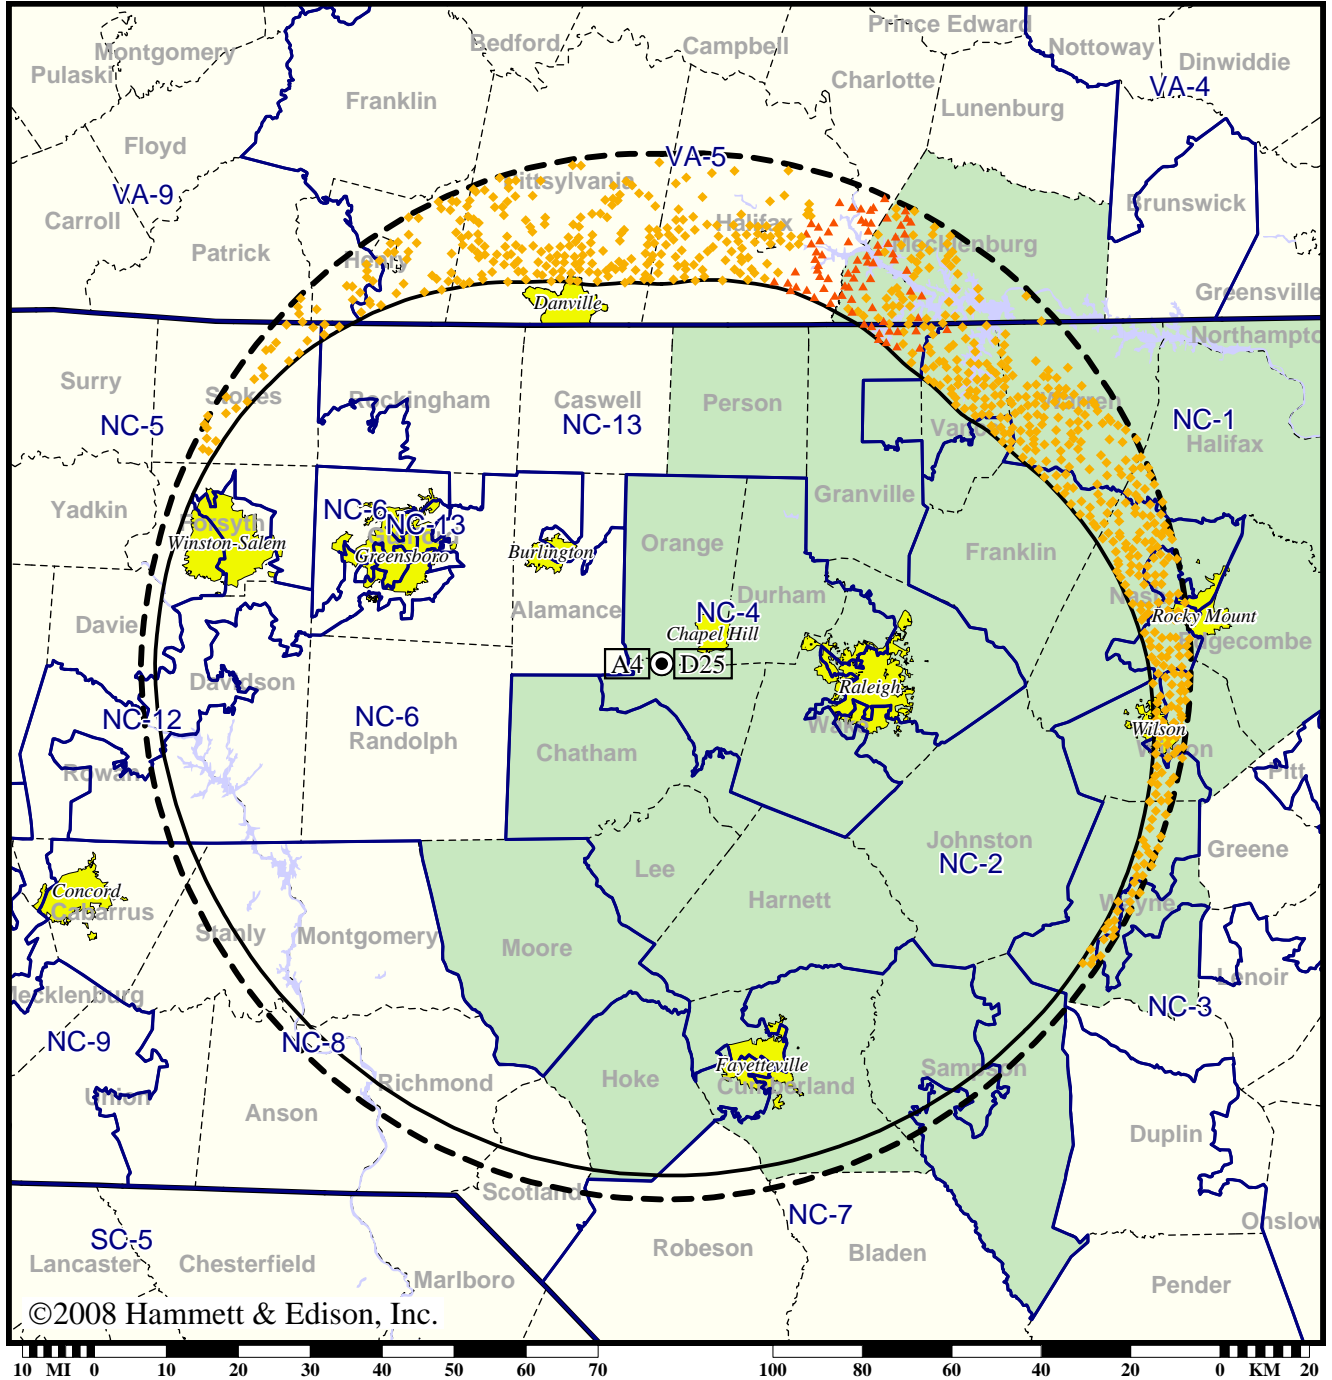 Prince Edward
Montgomery
Bedford
Campbell
Nottoway
Dinwiddie
Pulaski
Charlotte
VA-4
Franklin
Lunenburg
Floyd
VA-5
Pittsylvania
VA-9
Brunswick
Carroll
Halifax
Patrick
Henry
Mecklenburg
Greensville
Danville
Northampto
Surry
Stokes
Rockingham
Caswell
Person
Warren
NC-5
NC-13
Vance
NC-1
Halifax
Yadkin
Granville
NC-6
NC-13
Forsyth
Guilford
Winston-Salem
Greensboro
Burlington
Orange
Franklin
Durham
Nash
Alamance
NC-4
Rocky Mount
Davie
Chapel Hill
Edgecombe
A4
D25
Davidson
Raleigh
NC-12
NC-6
Wake
Wilson
Randolph
Chatham
Wilson
Rowan
Pitt
Johnston
Greene
NC-2
Lee
Concord
Harnett
Cabarrus
Wayne
Stanly
Montgomery
Moore
Lenoir
Mecklenburg
NC-3
NC-9
NC-8
Fayetteville
Richmond
Hoke
Cumberland
Sampson
Union
Anson
Duplin
Scotland
NC-7
Onslow
SC-5
Robeson
Bladen
Lancaster
Chesterfield
Marlboro
Pender
©2008 Hammett & Edison, Inc.
10 MI 0 10 20 30 40 50 60 70
100 80 60 40 20 0 KM 20